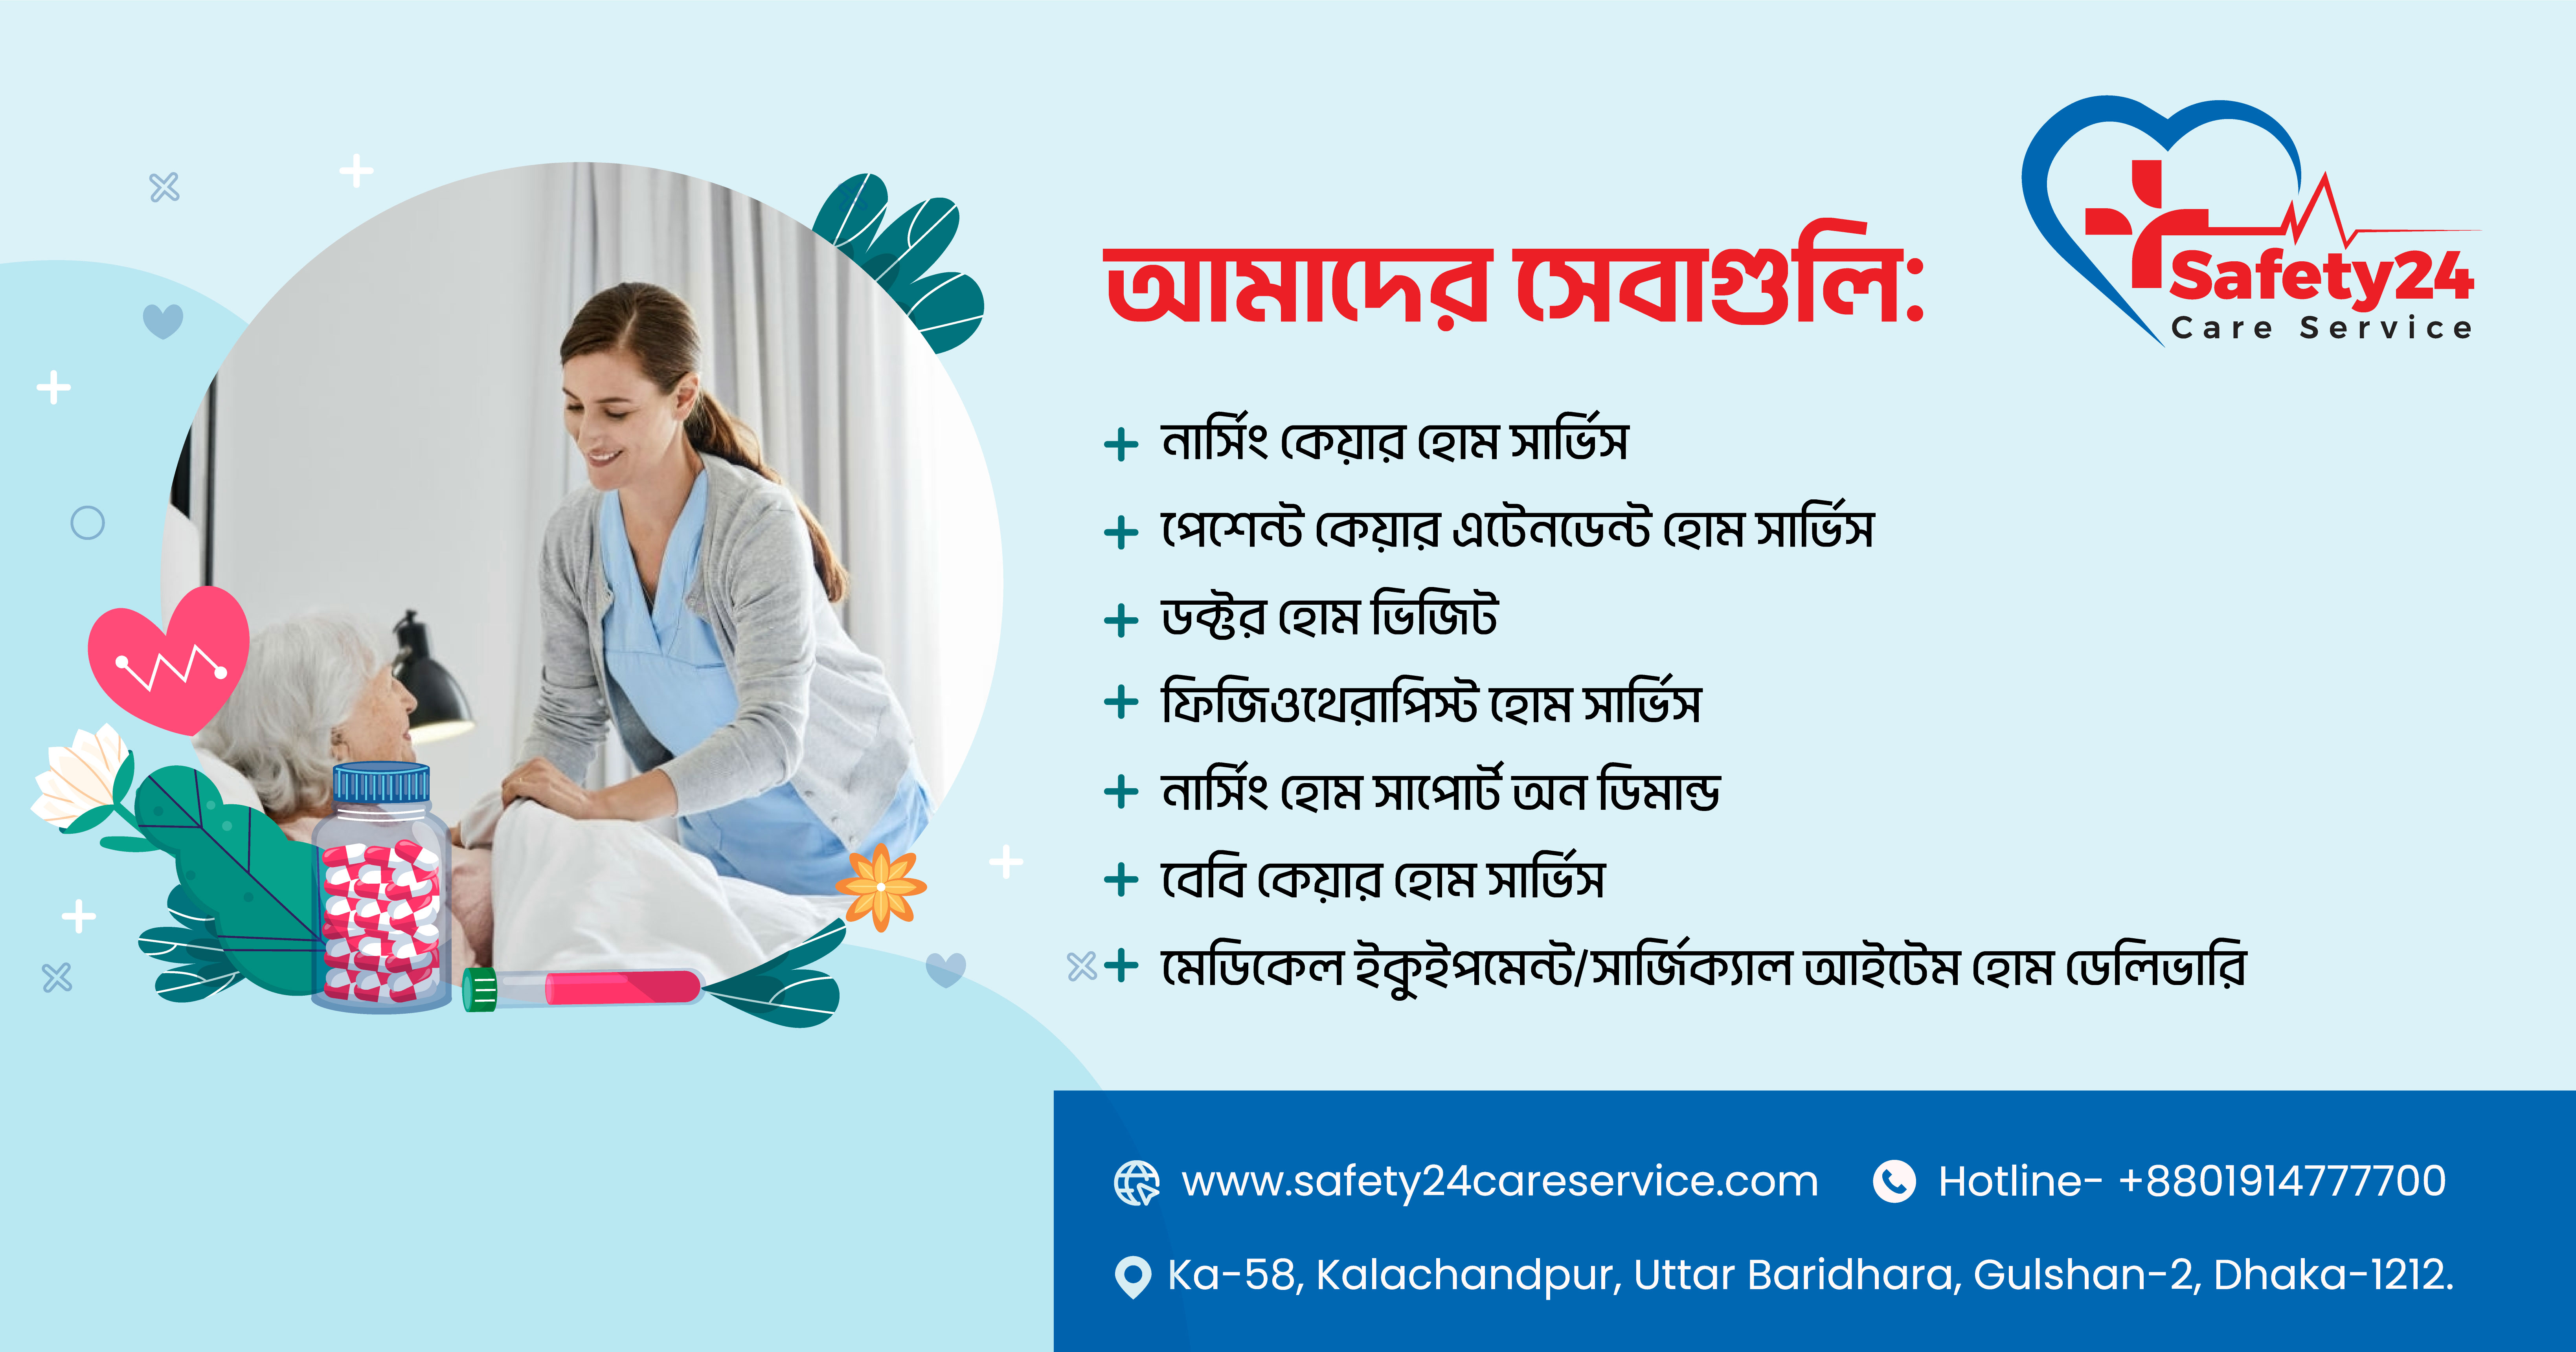 Safety24
Care Service
আমাদের সেবাগুলি:
নার্সিং কেয়ার হোম সার্ভিস
পেশেন্ট কেয়ার এটেনডেন্ট হোম সার্ভিস
ডক্টর হোম ভিজিট
ফিজিওথেরাপিস্ট হোম সার্ভিস
নার্সিং হোম সাপোর্ট অন ডিমান্ড
বেবি কেয়ার হোম সার্ভিস
মেডিকেল ইকুইপমেন্ট/সার্জিক্যাল আইটেম হোম ডেলিভারি
www.safety24careservice.com Hotline- +8801914777700
Ka-58, Kalachandpur, Uttar Baridhara, Gulshan-2, Dhaka-1212.